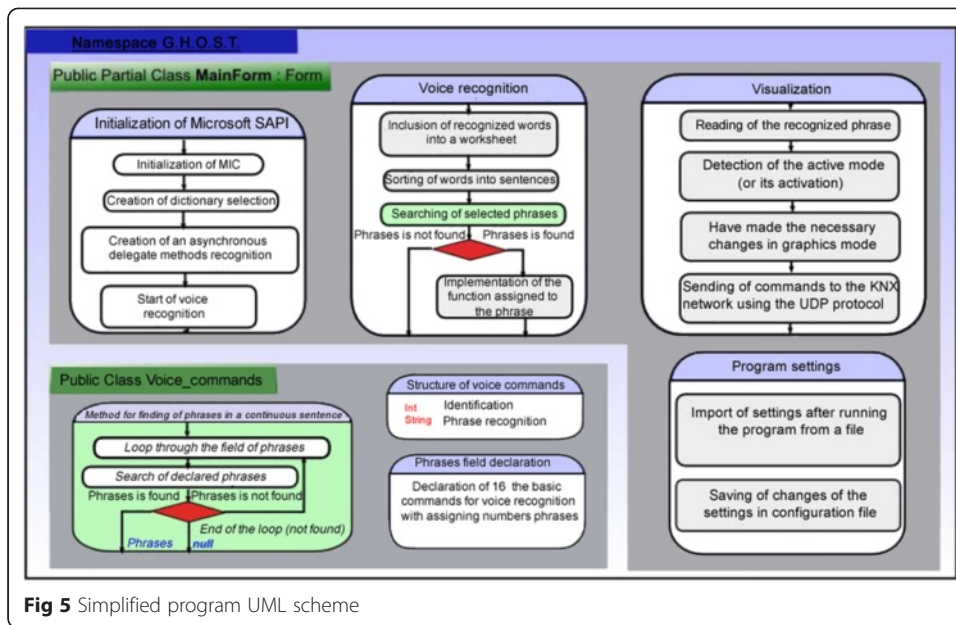 Namespace G.H.O.S.T.
Public Partial Class MainForm : Form
Initialization of Microsoft SAPI
Initialization of MIC
Creation of dictionary selection
Creation of an asynchronous
delegate methods recognition
Start of voice
recognition
Voice recognition
Inclusion of recognized words
into a worksheet
Sorting of words into sentences
Searching of selected phrases
Phrases is not found
Phrases is found
Implementation of the
function assigned to
the phrase
Visualization
Reading of the recognized phrase
Detection of the active mode
(or its activation)
Have made the necessary
changes in graphics mode
Sending of commands to the KNX
network using the UDP protocol
Public Class Voice_commands
Method for finding of phrases in a continuous sentence
Loop through the field of phrases
Search of declared phrases
Phrases is found
Phrases is not found
End of the loop (not found)
Phrases
null
Structure of voice commands
Int Identification
String Phrase recognition
Phrases field declaration
Declaration of 16 the basic
commands for voice recognition
with assigning numbers phrases
Program settings
Import of settings after running
the program from a file
Saving of changes of the
settings in configuration file
Fig 5 Simplified program UML scheme